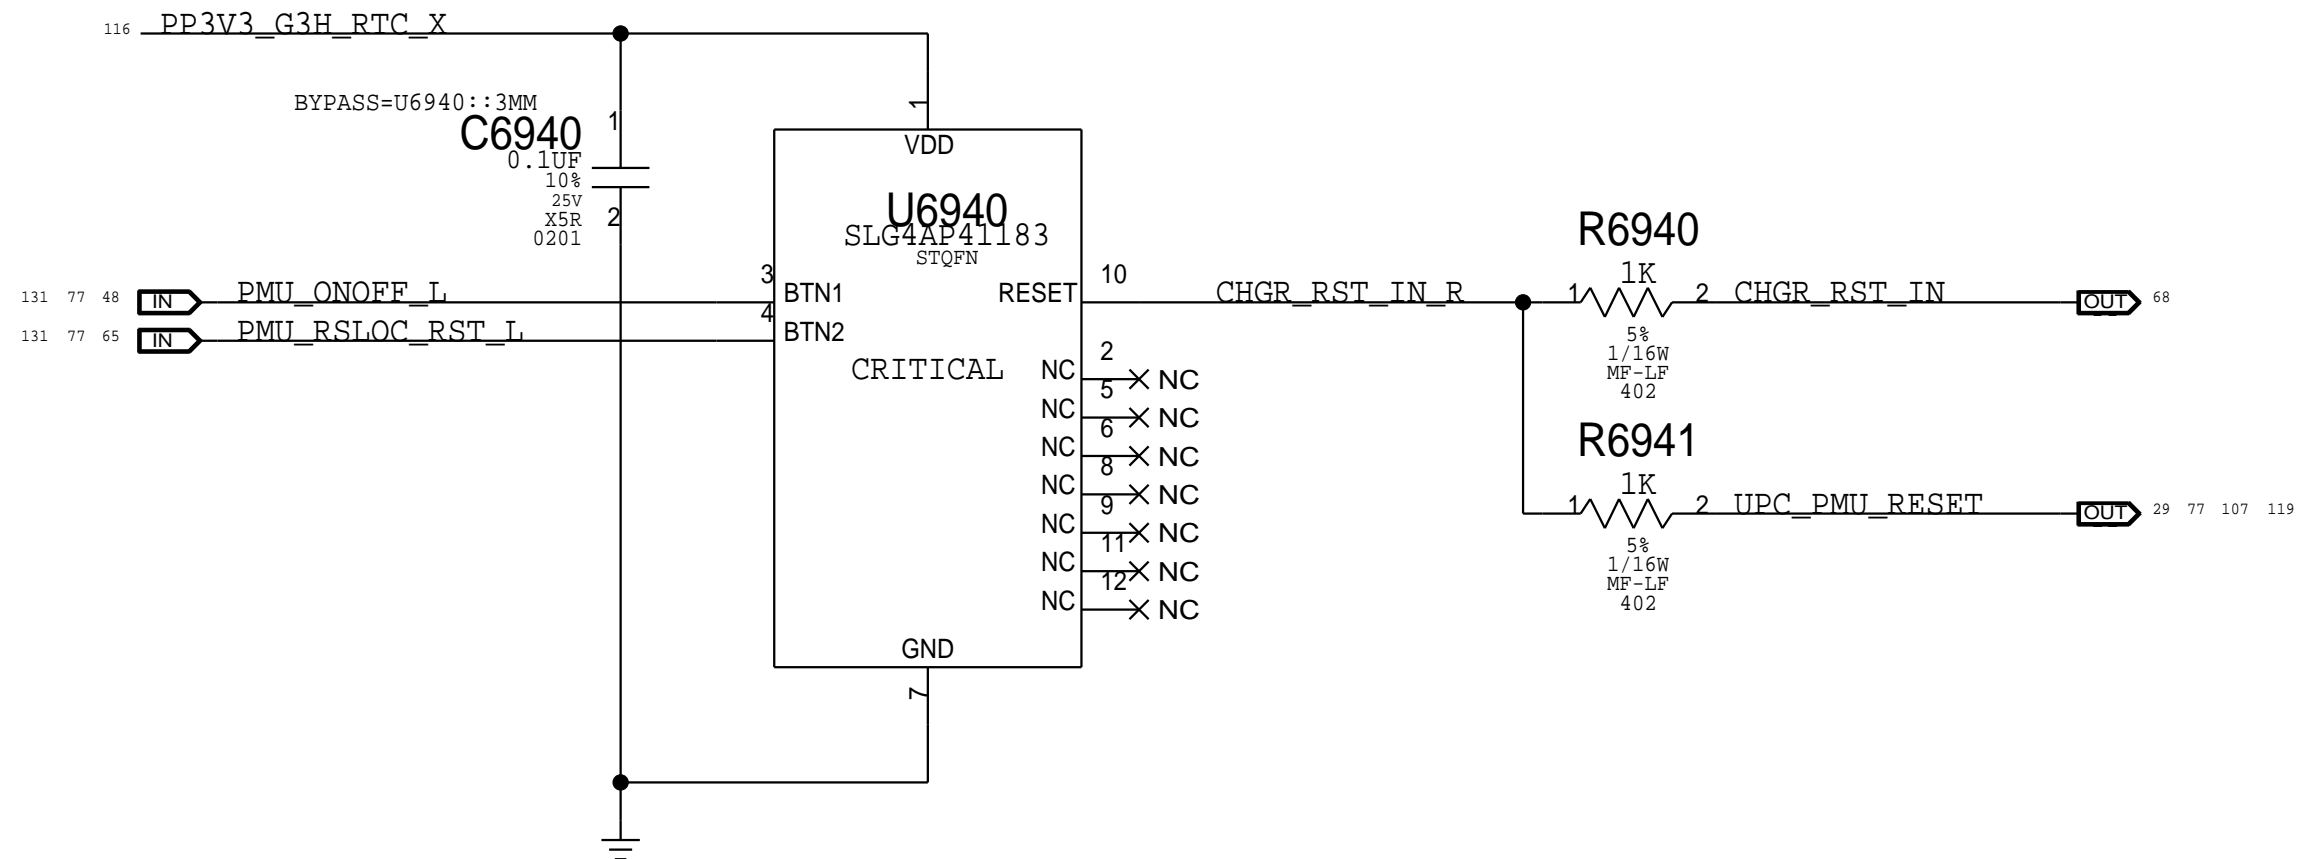 116 PP3V3_G3H_RTC_X
BYPASS=U6940::3MM
C6940
0.1UF
10%
25V
X5R
0201
1
2
1
VDD
U6940
SLG4AP41183
STQFN
131 77 48 IN PMU_ONOFF_L
3
BTN1
131 77 65 IN PMU_RSLOC_RST_L
4
BTN2
CRITICAL
RESET
10
CHGR_RST_IN_R
NC 2 NC
NC 5 NC
NC 6 NC
NC 8 NC
NC 9 NC
NC 11 NC
NC 12 NC
GND
7
R6940
1K
1 2 CHGR_RST_IN OUT 68
5%
1/16W
MF-LF
402
R6941
1K
1 2 UPC_PMU_RESET OUT 29 77 107 119
5%
1/16W
MF-LF
402